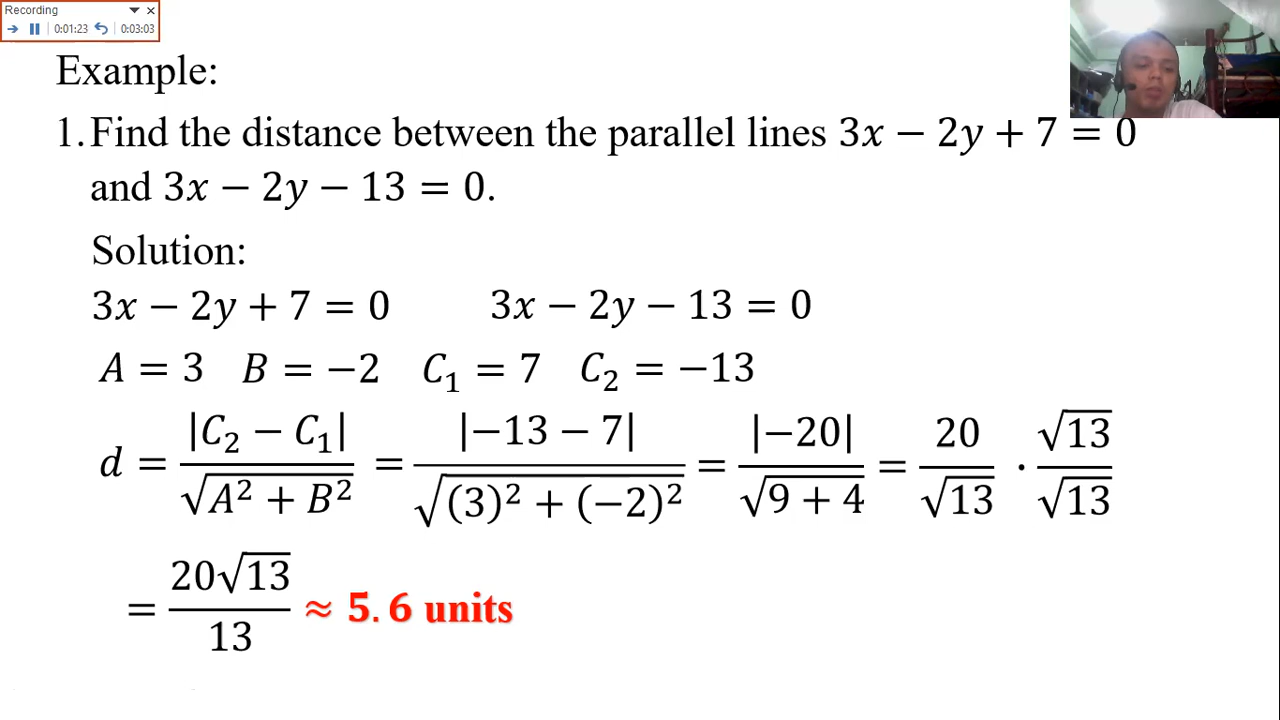 Recording
0:01:23 0:03:03
Example:
1. Find the distance between the parallel lines 3x − 2y + 7 = 0
and 3x − 2y − 13 = 0.
Solution:
3x − 2y + 7 = 0 3x − 2y − 13 = 0
A = 3 B = −2 C₁ = 7 C₂ = −13
d = |C₂ − C₁| / √(A² + B²) = |−13 − 7| / √((3)² + (−2)²) = |−20| / √(9 + 4) = 20 / √13 · √13 / √13
= 20√13 / 13 ≈ 5.6 units